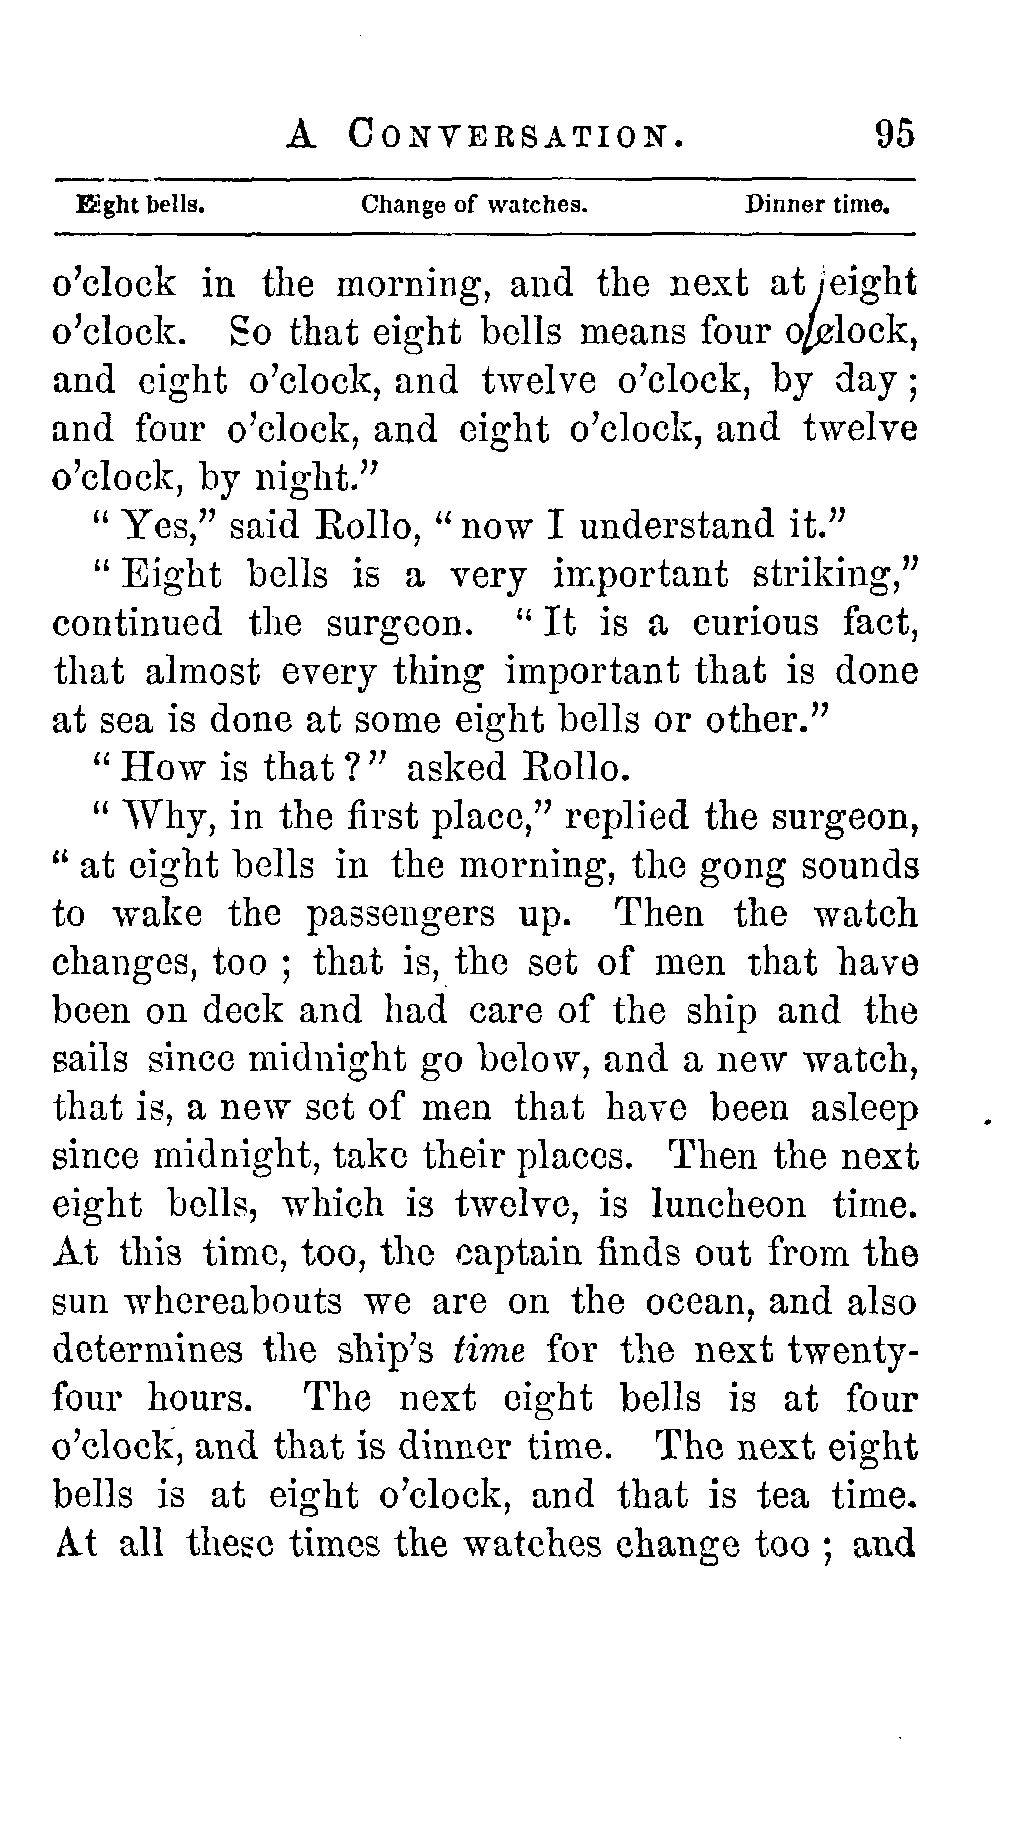 A CONVERSATION. 95
Eight bells. Change of watches. Dinner time.
o'clock in the morning, and the next at eight
o'clock. So that eight bells means four o'clock,
and eight o'clock, and twelve o'clock, by day ;
and four o'clock, and eight o'clock, and twelve
o'clock, by night."
" Yes," said Rollo, " now I understand it."
" Eight bells is a very important striking,"
continued the surgeon. " It is a curious fact,
that almost every thing important that is done
at sea is done at some eight bells or other."
" How is that ? " asked Rollo.
" Why, in the first place," replied the surgeon,
" at eight bells in the morning, the gong sounds
to wake the passengers up. Then the watch
changes, too ; that is, the set of men that have
been on deck and had care of the ship and the
sails since midnight go below, and a new watch,
that is, a new set of men that have been asleep
since midnight, take their places. Then the next
eight bells, which is twelve, is luncheon time.
At this time, too, the captain finds out from the
sun whereabouts we are on the ocean, and also
determines the ship's time for the next twenty-
four hours. The next eight bells is at four
o'clock, and that is dinner time. The next eight
bells is at eight o'clock, and that is tea time.
At all these times the watches change too ; and